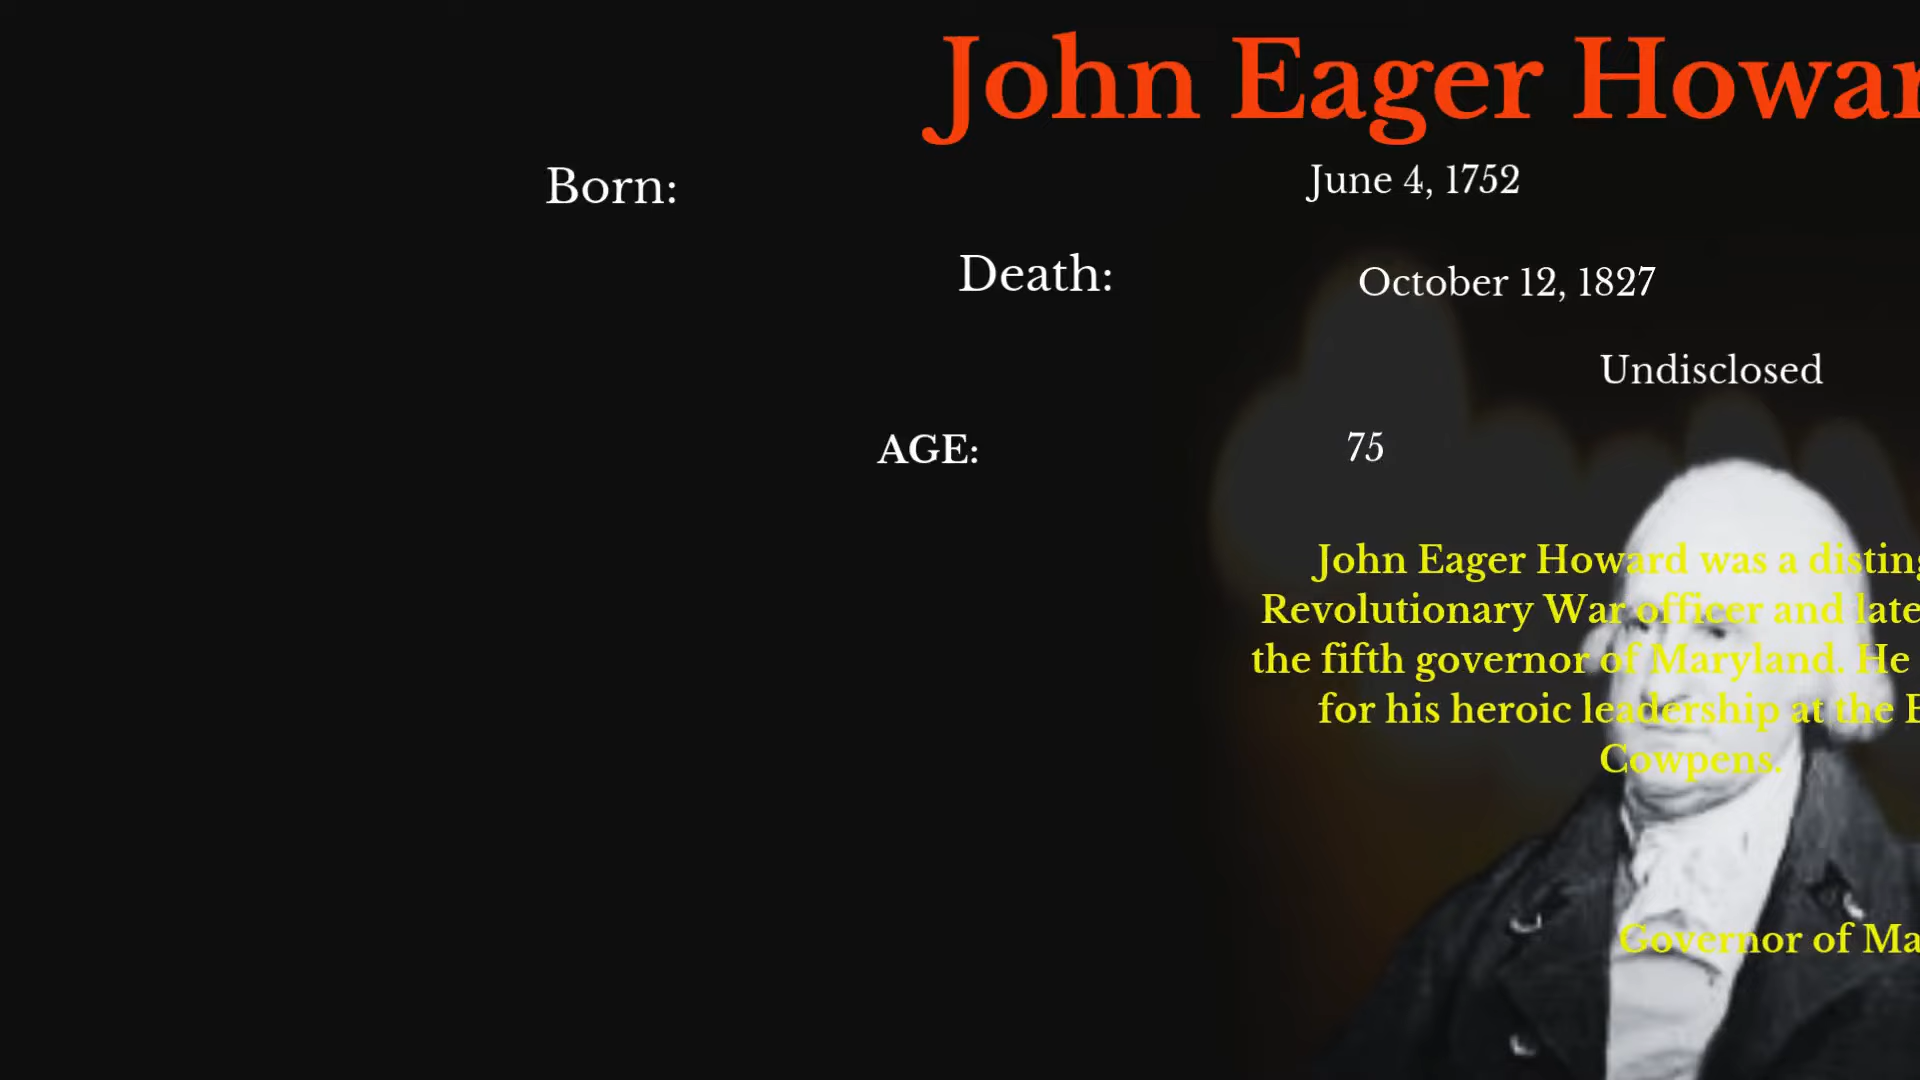 John Eager Howar
Born: June 4, 1752
Death: October 12, 1827
Undisclosed
AGE: 75
John Eager Howard was a disting
Revolutionary War officer and late
the fifth governor of Maryland. He
for his heroic leadership at the B
Cowpens.
Governor of Ma